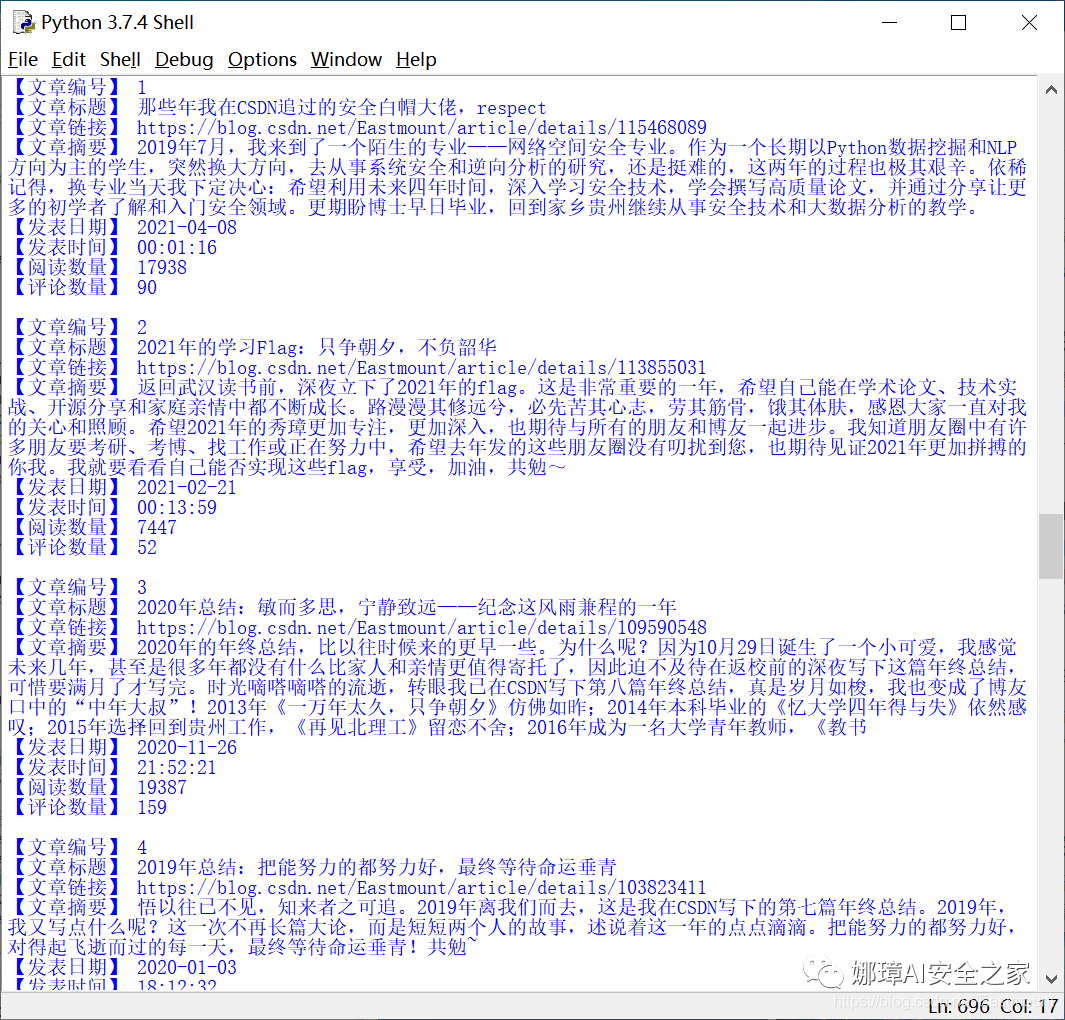 Python 3.7.4 Shell
File Edit Shell Debug Options Window Help
【文章编号】 1
【文章标题】 那些年我在CSDN追过的安全白帽大佬，respect
【文章链接】 https://blog.csdn.net/Eastmount/article/details/115468089
【文章摘要】 2019年7月，我来到了一个陌生的专业——网络空间安全专业。作为一个长期以Python数据挖掘和NLP
方向为主的学生，突然换大方向，去从事系统安全和逆向分析的研究，还是挺难的，这两年的过程也极其艰辛。依稀
记得，换专业当天我下定决心：希望利用未来四年时间，深入学习安全技术，学会撰写高质量论文，并通过分享让更
多的初学者了解和入门安全领域。更期盼博士早日毕业，回到家乡贵州继续从事安全技术和大数据分析的教学。
【发表日期】 2021-04-08
【发表时间】 00:01:16
【阅读数量】 17938
【评论数量】 90
【文章编号】 2
【文章标题】 2021年的学习Flag：只争朝夕，不负韶华
【文章链接】 https://blog.csdn.net/Eastmount/article/details/113855031
【文章摘要】 返回武汉读书前，深夜立下了2021年的flag。这是非常重要的一年，希望自己能在学术论文、技术实
战、开源分享和家庭亲情中都不断成长。路漫漫其修远兮，必先苦其心志，劳其筋骨，饿其体肤，感恩大家一直对我
的关心和照顾。希望2021年的秀璋更加专注，更加深入，也期待与所有的朋友和博友一起进步。我知道朋友圈中有许
多朋友要考研、考博、找工作或正在努力中，希望去年发的这些朋友圈没有叨扰到您，也期待见证2021年更加拼搏的
你我。我就要看看自己能否实现这些flag，享受，加油，共勉～
【发表日期】 2021-02-21
【发表时间】 00:13:59
【阅读数量】 7447
【评论数量】 52
【文章编号】 3
【文章标题】 2020年总结：敏而多思，宁静致远——纪念这风雨兼程的一年
【文章链接】 https://blog.csdn.net/Eastmount/article/details/109590548
【文章摘要】 2020年的年终总结，比以往时候来的更早一些。为什么呢？因为10月29日诞生了一个小可爱，我感觉
未来几年，甚至是很多年都没有什么比家人和亲情更值得寄托了，因此迫不及待在返校前的深夜写下这篇年终总结，
可惜要满月了才写完。时光嘀嗒嘀嗒的流逝，转眼我已在CSDN写下第八篇年终总结，真是岁月如梭，我也变成了博友
口中的“中年大叔”！2013年《一万年太久，只争朝夕》仿佛如昨；2014年本科毕业的《忆大学四年得与失》依然感
叹；2015年选择回到贵州工作，《再见北理工》留恋不舍；2016年成为一名大学青年教师，《教书
【发表日期】 2020-11-26
【发表时间】 21:52:21
【阅读数量】 19387
【评论数量】 159
【文章编号】 4
【文章标题】 2019年总结：把能努力的都努力好，最终等待命运垂青
【文章链接】 https://blog.csdn.net/Eastmount/article/details/103823411
【文章摘要】 悟以往已不见，知来者之可追。2019年离我们而去，这是我在CSDN写下的第七篇年终总结。2019年，
我又写点什么呢？这一次不再长篇大论，而是短短两个人的故事，述说着这一年的点点滴滴。把能努力的都努力好，
对得起飞逝而过的每一天，最终等待命运垂青！共勉~
【发表日期】 2020-01-03
【发表时间】 18:12:32
娜璋AI安全之家
Ln: 696 Col: 17